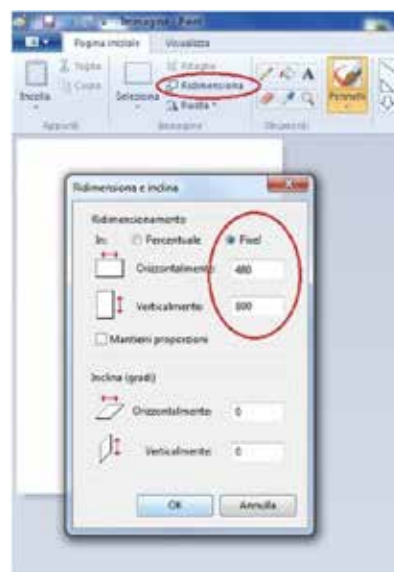 Immagine - Paint
Pagina iniziale Visualizza
Incolla
Taglia
Copia
Seleziona
Ritaglia
Ridimensiona
Ruota
Pennelli
Appunti Immagine Strumenti
Ridimensiona e inclina
Ridimensionamento
In: Percentuale Pixel
Orizzontalmente: 480
Verticalmente: 800
Mantieni proporzioni
Inclina (gradi)
Orizzontalmente: 0
Verticalmente: 0
OK Annulla